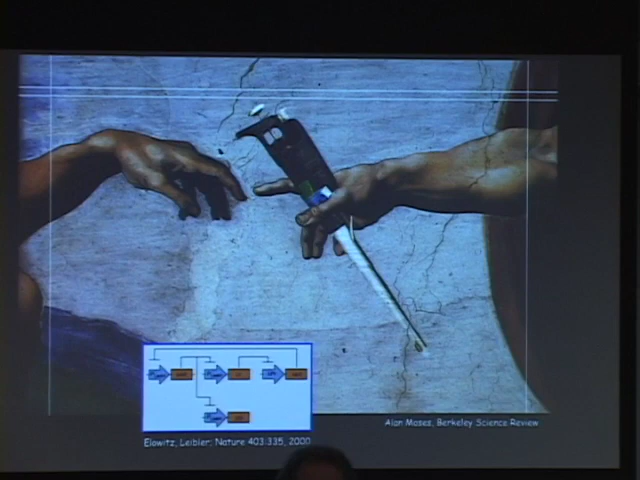 Alan Moses, Berkeley Science Review
Elowitz, Leibler; Nature 403:335, 2000